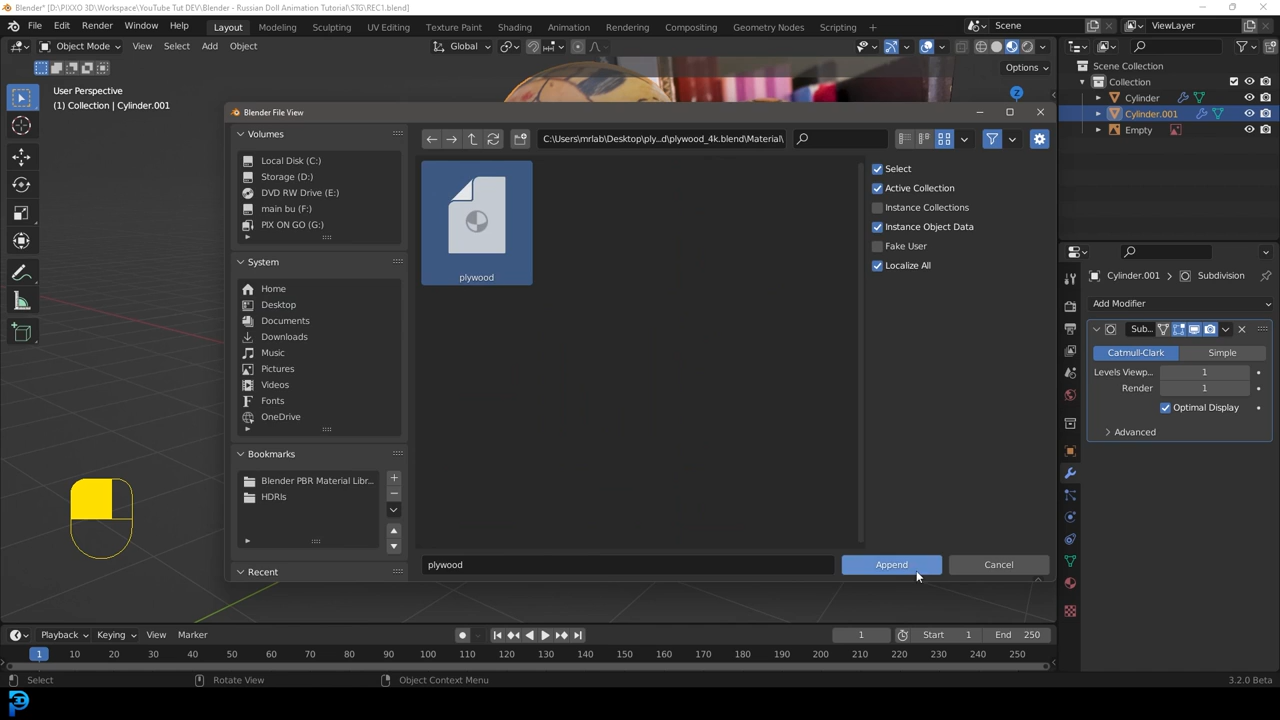 Blender* [D:\PIXXO 3D\Workspace\YouTube Tut DEV\Blender - Russian Doll Animation Tutorial\STG\REC1.blend]
File Edit Render Window Help Layout Modeling Sculpting UV Editing Texture Paint Shading Animation Rendering Compositing Geometry Nodes Scripting Scene ViewLayer
Object Mode View Select Add Object Global
Options
User Perspective
(1) Collection | Cylinder.001
Z
Scene Collection
Collection
Cylinder
Cylinder.001
Empty
Blender File View
Volumes
Local Disk (C:)
Storage (D:)
DVD RW Drive (E:)
main bu (F:)
PIX ON GO (G:)
System
Home
Desktop
Documents
Downloads
Music
Pictures
Videos
Fonts
OneDrive
Bookmarks
Blender PBR Material Libr...
HDRIs
Recent
C:\Users\mrlab\Desktop\ply...d\plywood_4k.blend\Material\
plywood
Select
Active Collection
Instance Collections
Instance Object Data
Fake User
Localize All
plywood
Append Cancel
Cylinder.001 Subdivision
Add Modifier
Sub...
Catmull-Clark Simple
Levels Viewp... 1
Render 1
Optimal Display
Advanced
Playback Keying View Marker 1 Start 1 End 250
1 10 20 30 40 50 60 70 80 90 100 110 120 130 140 150 160 170 180 190 200 210 220 230 240 250
Select Rotate View Object Context Menu 3.2.0 Beta